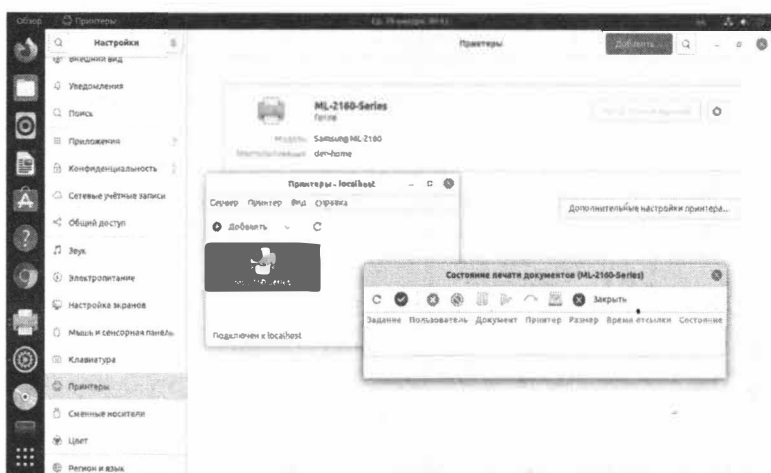 Обзор Принтеры
Настройки
Принтеры
Внешний вид
Уведомления
Поиск
Приложения
Конфиденциальность
Сетевые учётные записи
Общий доступ
Звук
Электропитание
Настройка экранов
Мышь и сенсорная панель
Клавиатура
Принтеры
Сменные носители
Цвет
Регион и язык
ML-2160-Series
Готов
Модель Samsung ML-2160
dev-home
Дополнительные настройки принтера...
Принтеры - localhost
Сервер Принтер Вид Справка
Добавить
Подключен к localhost
Состояние печати документов (ML-2160-Series)
Закрыть
Задание Пользователь Документ Принтер Размер Время отсылки Состояние